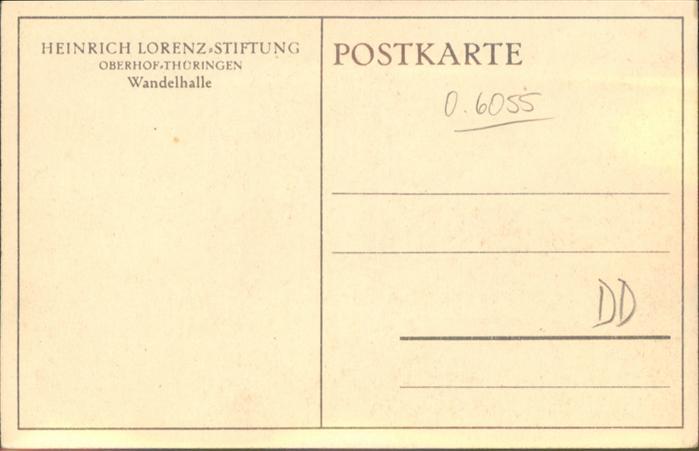 HEINRICH LORENZ=STIFTUNG
OBERHOF=THÜRINGEN
Wandelhalle
POSTKARTE
0.6055
DD